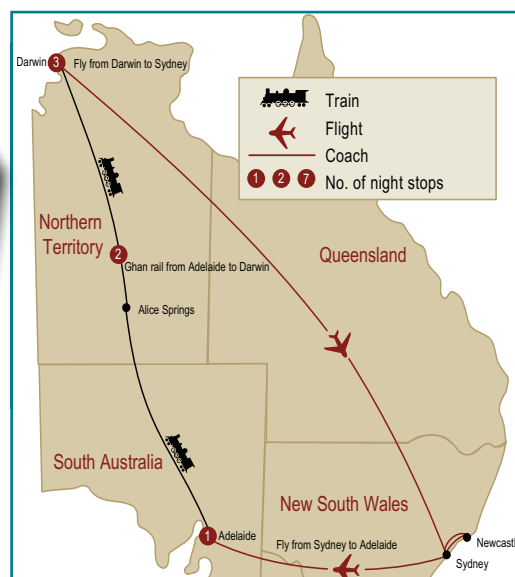 Darwin
3
Fly from Darwin to Sydney
Train
Flight
Coach
1 2 7 No. of night stops
Northern
Territory
Queensland
2
Ghan rail from Adelaide to Darwin
Alice Springs
South Australia
New South Wales
1
Adelaide
Fly from Sydney to Adelaide
Newcastl
Sydney